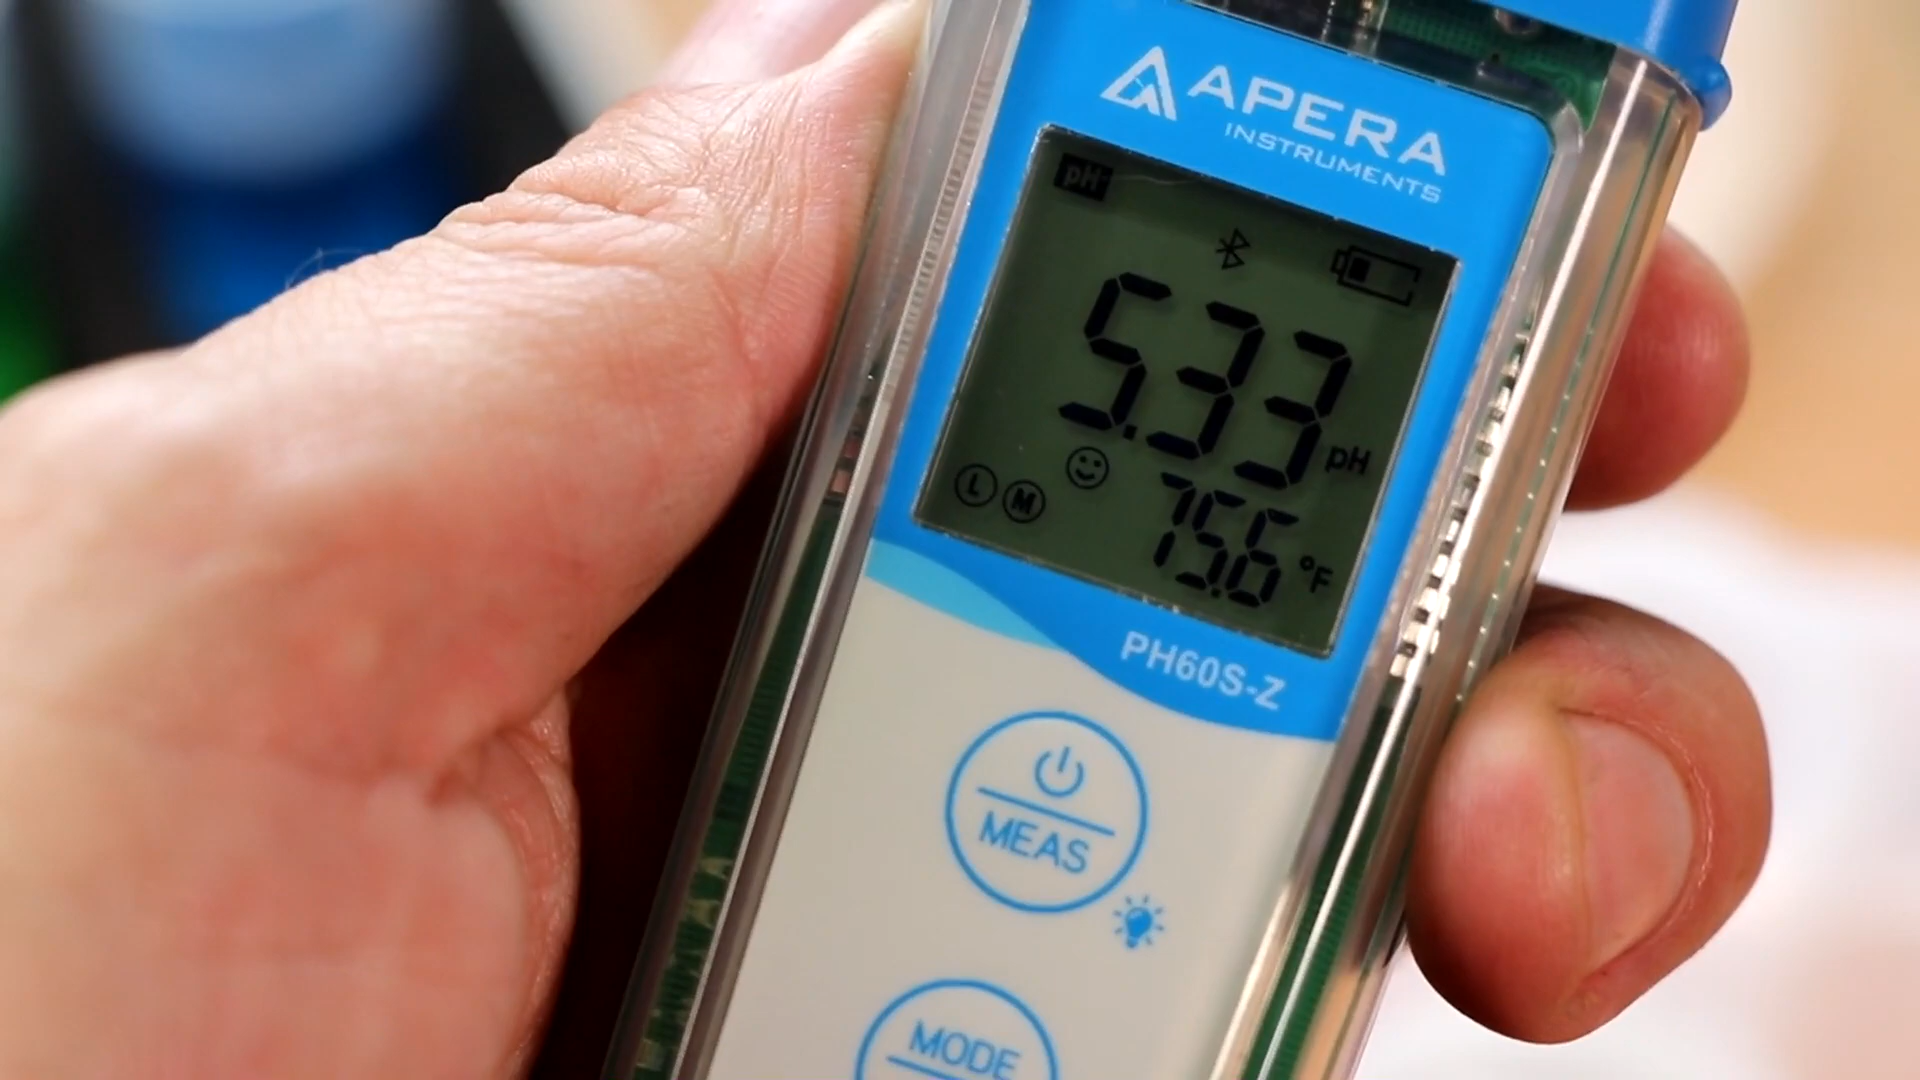 APERA
INSTRUMENTS
pH
5.33 pH
L M
75.6 °F
PH60S-Z
MEAS
MODE